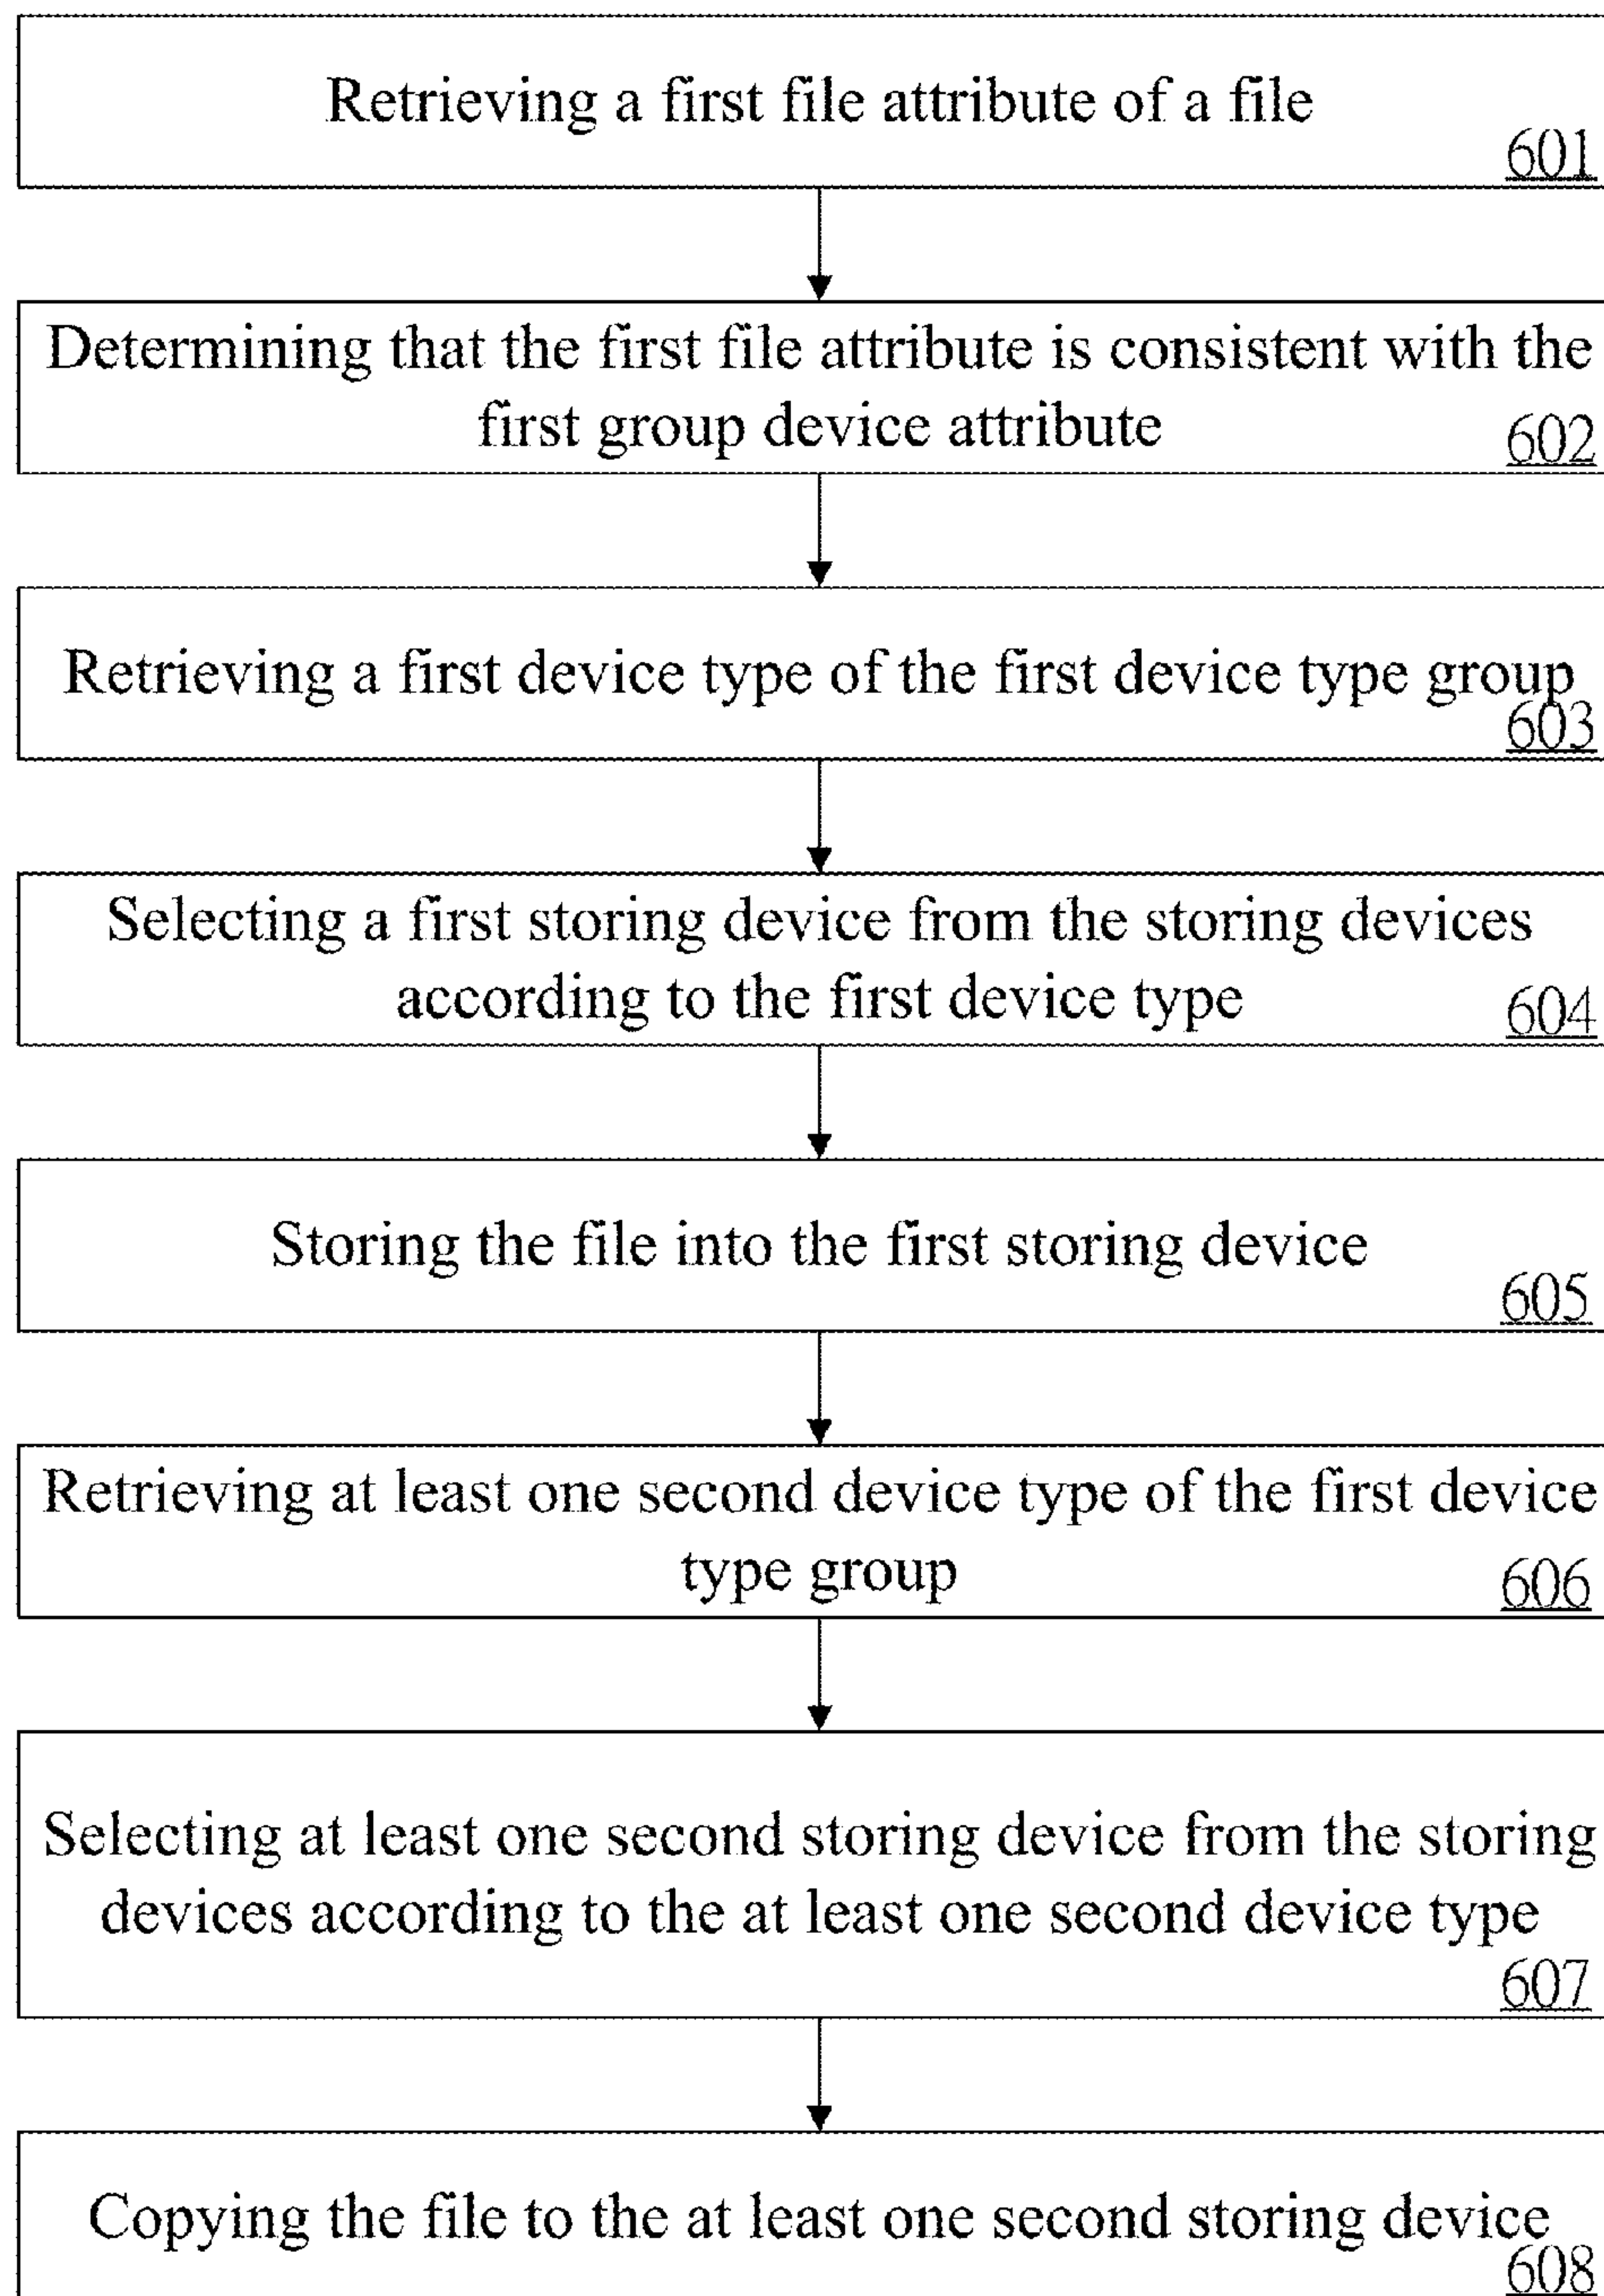 Retrieving a first file attribute of a file
601
Determining that the first file attribute is consistent with the
first group device attribute
602
Retrieving a first device type of the first device type group
603
Selecting a first storing device from the storing devices
according to the first device type
604
Storing the file into the first storing device
605
Retrieving at least one second device type of the first device
type group
606
Selecting at least one second storing device from the storing
devices according to the at least one second device type
607
Copying the file to the at least one second storing device
608